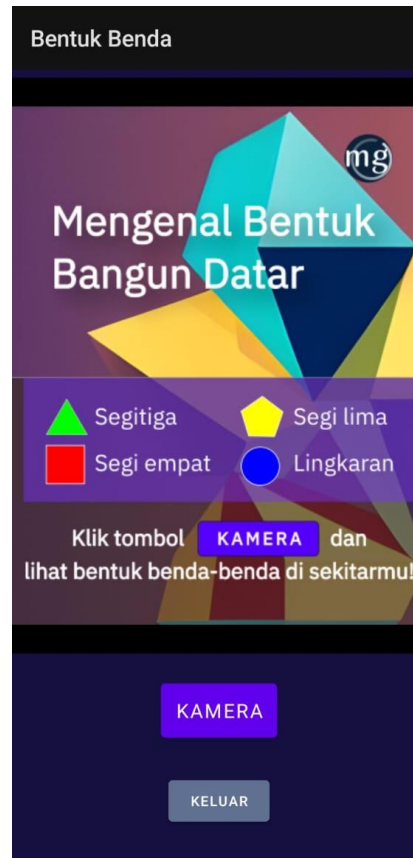 Bentuk Benda
mg
Mengenal Bentuk
Bangun Datar
Segitiga
Segi lima
Segi empat
Lingkaran
Klik tombol KAMERA dan
lihat bentuk benda-benda di sekitarmu!
KAMERA
KELUAR